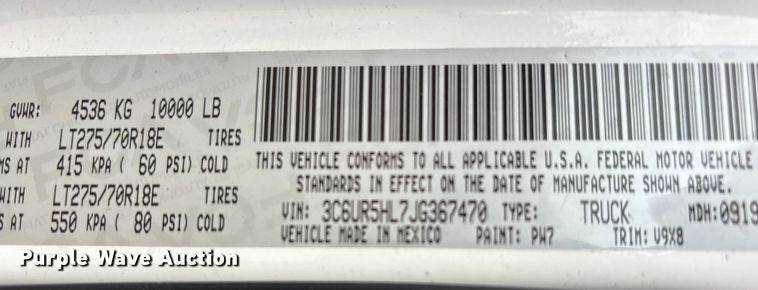 GVWR: 4536 KG 10000 LB
WITH LT275/70R18E TIRES
MS AT 415 KPA ( 60 PSI) COLD
WITH LT275/70R18E TIRES
S AT 550 KPA ( 80 PSI) COLD
THIS VEHICLE CONFORMS TO ALL APPLICABLE U.S.A. FEDERAL MOTOR VEHICLE
STANDARDS IN EFFECT ON THE DATE OF MANUFACTURE SHOWN ABOVE.
VIN: 3C6UR5HL7JG367470 TYPE: TRUCK MDH:0919
VEHICLE MADE IN MEXICO PAINT: PW7 TRIM: V9X8
Purple Wave Auction